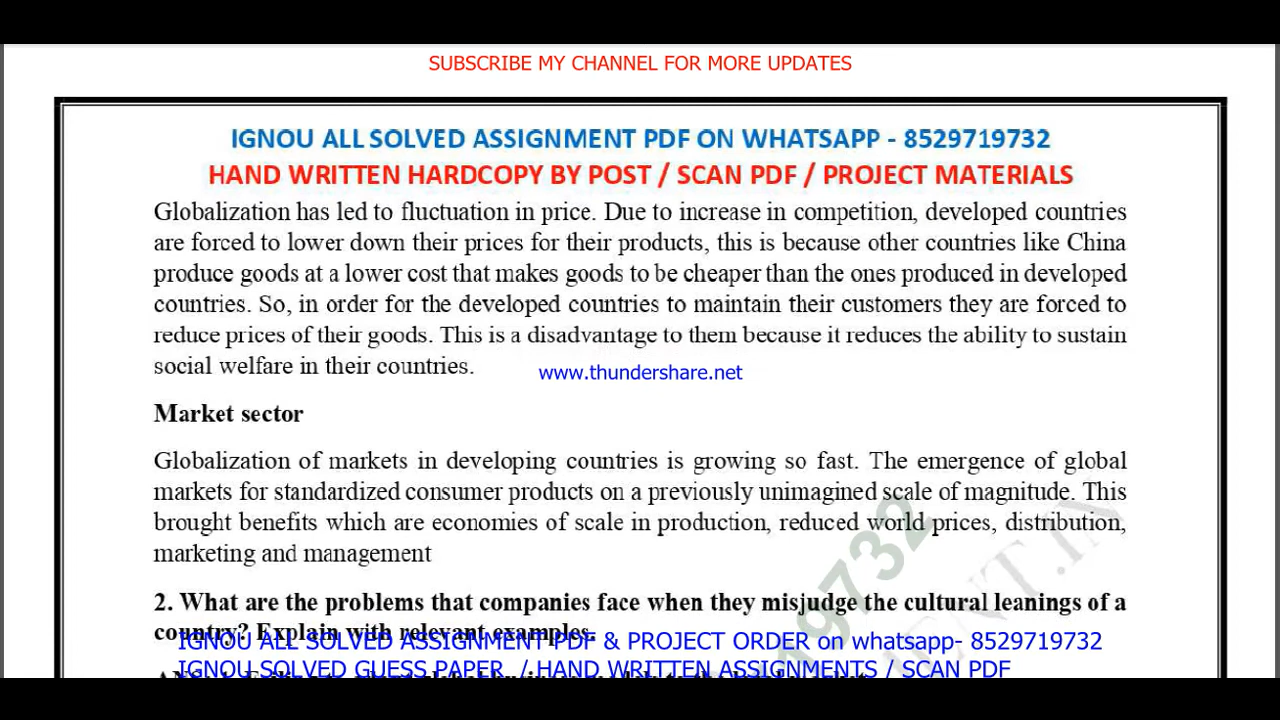 SUBSCRIBE MY CHANNEL FOR MORE UPDATES
IGNOU ALL SOLVED ASSIGNMENT PDF ON WHATSAPP - 8529719732
HAND WRITTEN HARDCOPY BY POST / SCAN PDF / PROJECT MATERIALS
Globalization has led to fluctuation in price. Due to increase in competition, developed countries
are forced to lower down their prices for their products, this is because other countries like China
produce goods at a lower cost that makes goods to be cheaper than the ones produced in developed
countries. So, in order for the developed countries to maintain their customers they are forced to
reduce prices of their goods. This is a disadvantage to them because it reduces the ability to sustain
social welfare in their countries.
www.thundershare.net
Market sector
Globalization of markets in developing countries is growing so fast. The emergence of global
markets for standardized consumer products on a previously unimagined scale of magnitude. This
brought benefits which are economies of scale in production, reduced world prices, distribution,
marketing and management
19732
ENT.IN
2. What are the problems that companies face when they misjudge the cultural leanings of a
country? Explain with relevant examples.
IGNOU ALL SOLVED ASSIGNMENT PDF & PROJECT ORDER on whatsapp- 8529719732
IGNOU SOLVED GUESS PAPER / HAND WRITTEN ASSIGNMENTS / SCAN PDF